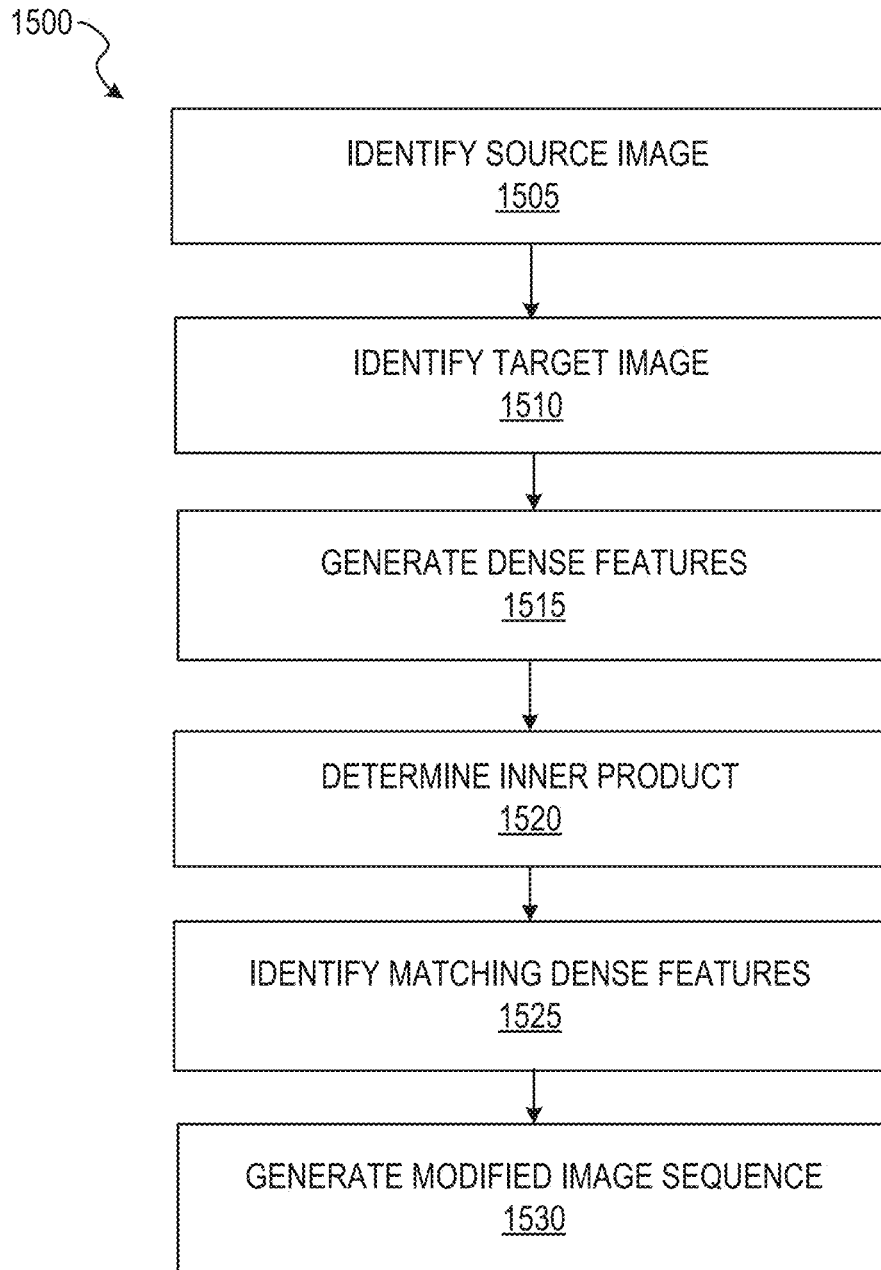 1500
IDENTIFY SOURCE IMAGE
1505
IDENTIFY TARGET IMAGE
1510
GENERATE DENSE FEATURES
1515
DETERMINE INNER PRODUCT
1520
IDENTIFY MATCHING DENSE FEATURES
1525
GENERATE MODIFIED IMAGE SEQUENCE
1530